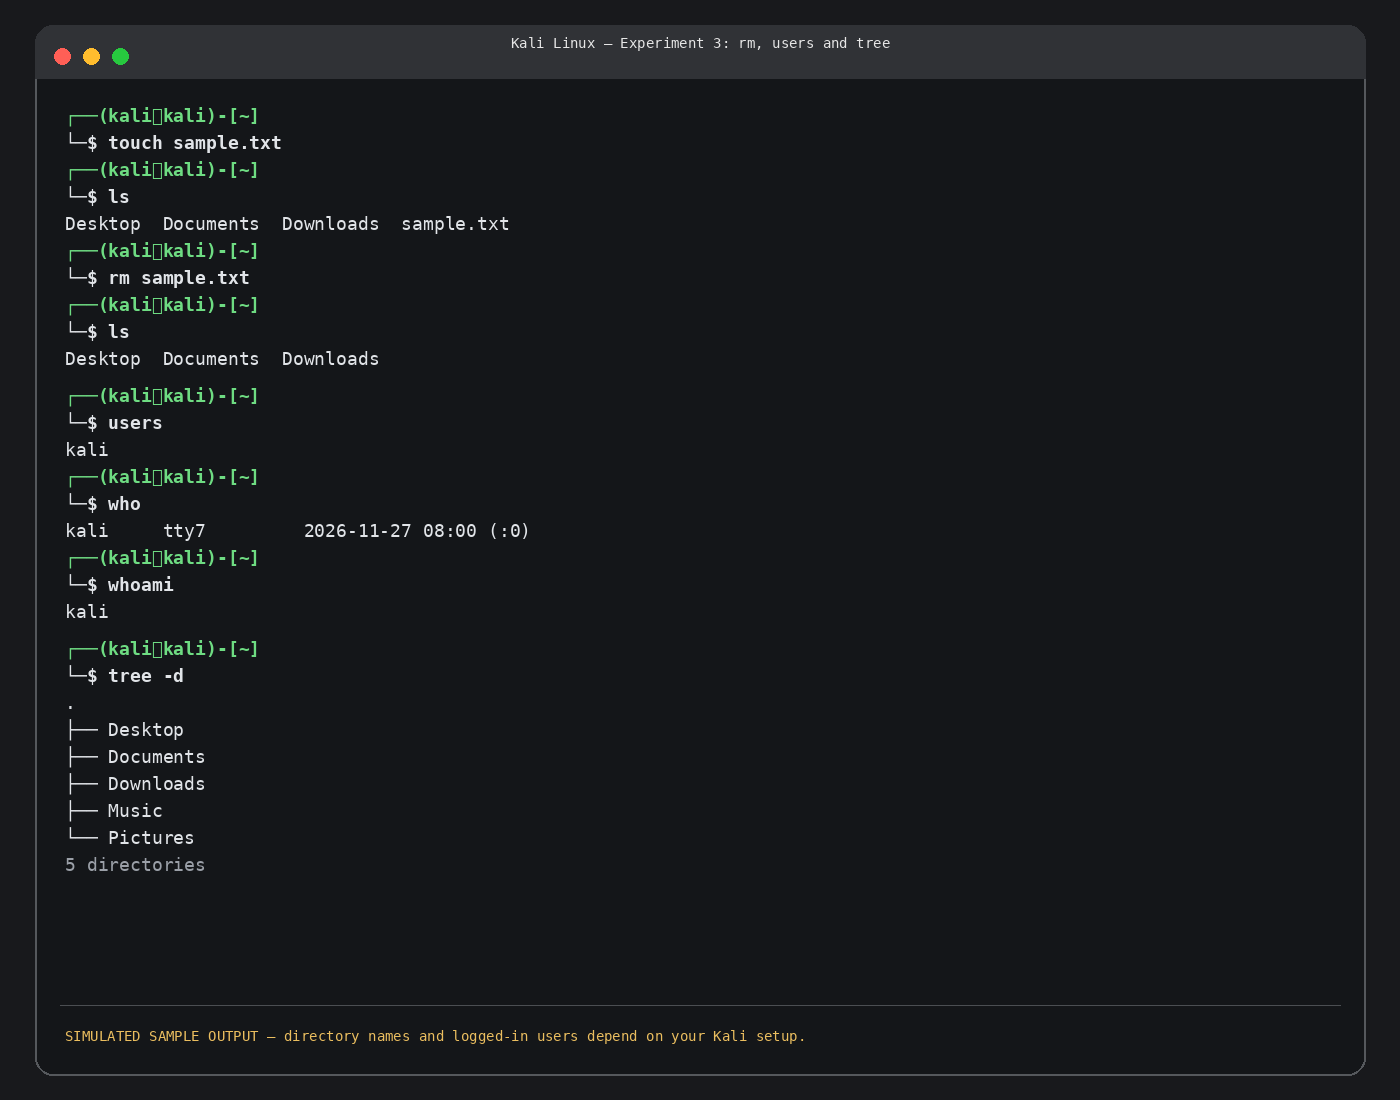 Kali Linux — Experiment 3: rm, users and tree
┌──(kali▯kali)-[~]
└─$ touch sample.txt
┌──(kali▯kali)-[~]
└─$ ls
Desktop  Documents  Downloads  sample.txt
┌──(kali▯kali)-[~]
└─$ rm sample.txt
┌──(kali▯kali)-[~]
└─$ ls
Desktop  Documents  Downloads
┌──(kali▯kali)-[~]
└─$ users
kali
┌──(kali▯kali)-[~]
└─$ who
kali     tty7         2026-11-27 08:00 (:0)
┌──(kali▯kali)-[~]
└─$ whoami
kali
┌──(kali▯kali)-[~]
└─$ tree -d
.
├── Desktop
├── Documents
├── Downloads
├── Music
└── Pictures
5 directories
SIMULATED SAMPLE OUTPUT — directory names and logged-in users depend on your Kali setup.